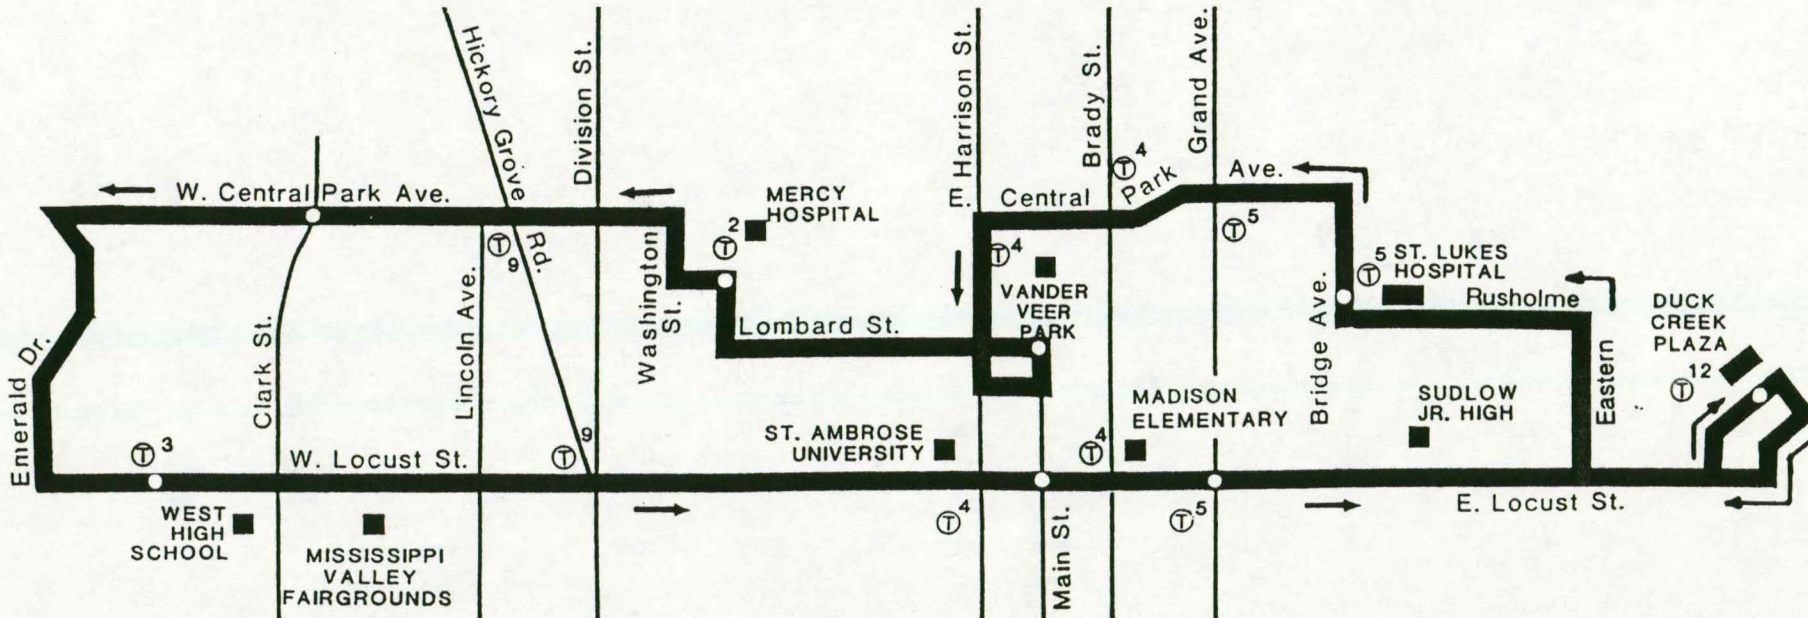 Hickory Grove
Rd.
Division St.
E. Harrison St.
Brady St.
Grand Ave.
T 4
W. Central Park Ave.
MERCY
HOSPITAL
T 2
Central
Park
Ave.
T 5
T 9
T 4
VANDER
VEER
PARK
5 T
ST. LUKES
HOSPITAL
Rusholme
DUCK
CREEK
PLAZA
T 12
Emerald Dr.
Clark St.
Lincoln Ave.
Washington
St.
Lombard St.
Bridge Ave.
Eastern
MADISON
ELEMENTARY
SUDLOW
JR. HIGH
T 3
W. Locust St.
T 9
ST. AMBROSE
UNIVERSITY
T 4
E. Locust St.
WEST
HIGH
SCHOOL
MISSISSIPPI
VALLEY
FAIRGROUNDS
T 4
Main St.
T 5